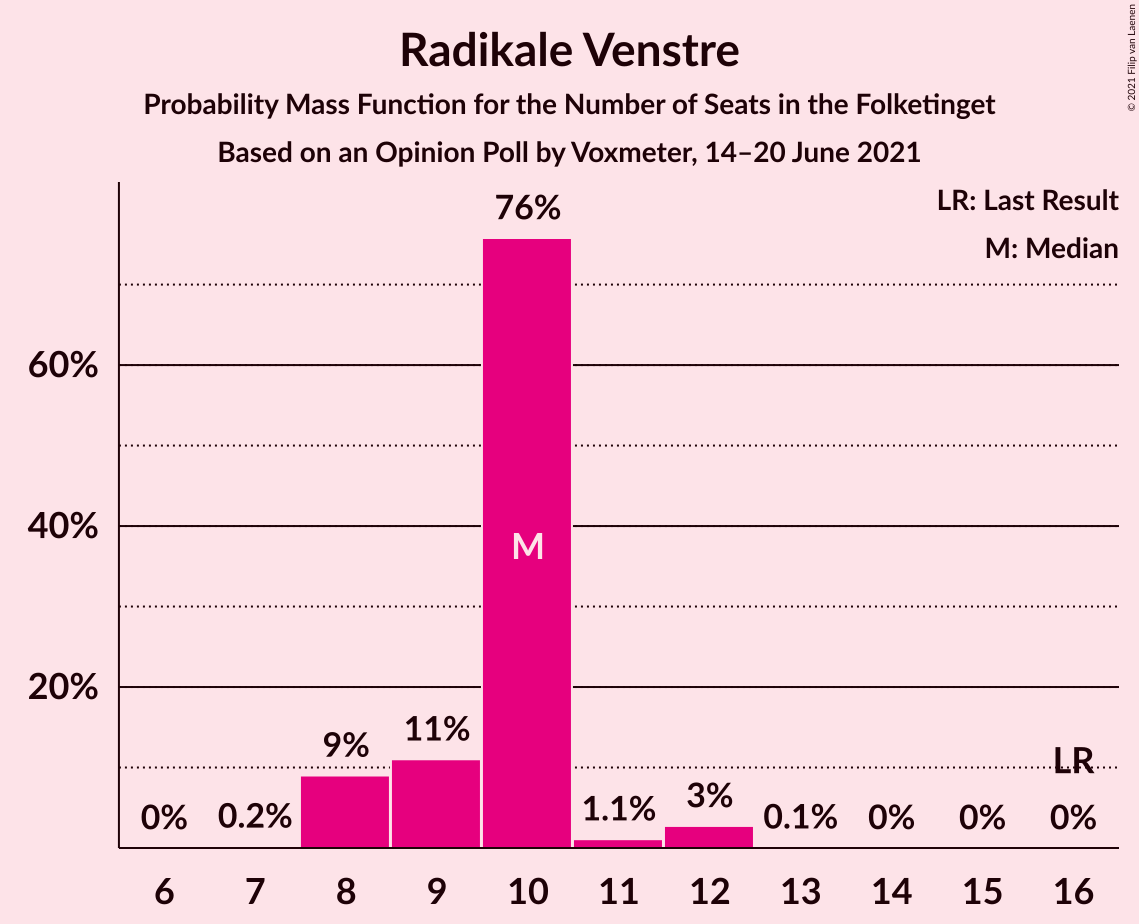 Radikale Venstre
Probability Mass Function for the Number of Seats in the Folketinget
Based on an Opinion Poll by Voxmeter, 14–20 June 2021
© 2021 Filip van Laenen
LR: Last Result
M: Median
76%
60%
40%
M
20%
11%
9%
LR
3%
1.1%
0% 0.2% 0.1% 0% 0% 0%
6 7 8 9 10 11 12 13 14 15 16